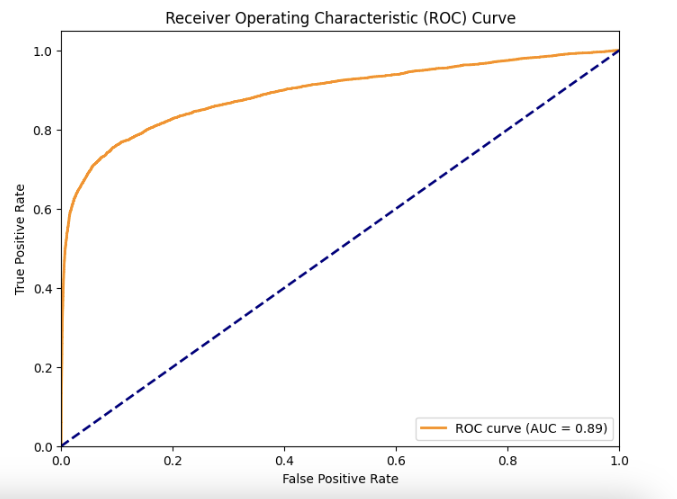 Receiver Operating Characteristic (ROC) Curve
1.0
0.8
0.6
0.4
0.2
0.0
True Positive Rate
ROC curve (AUC = 0.89)
0.0 0.2 0.4 0.6 0.8 1.0
False Positive Rate